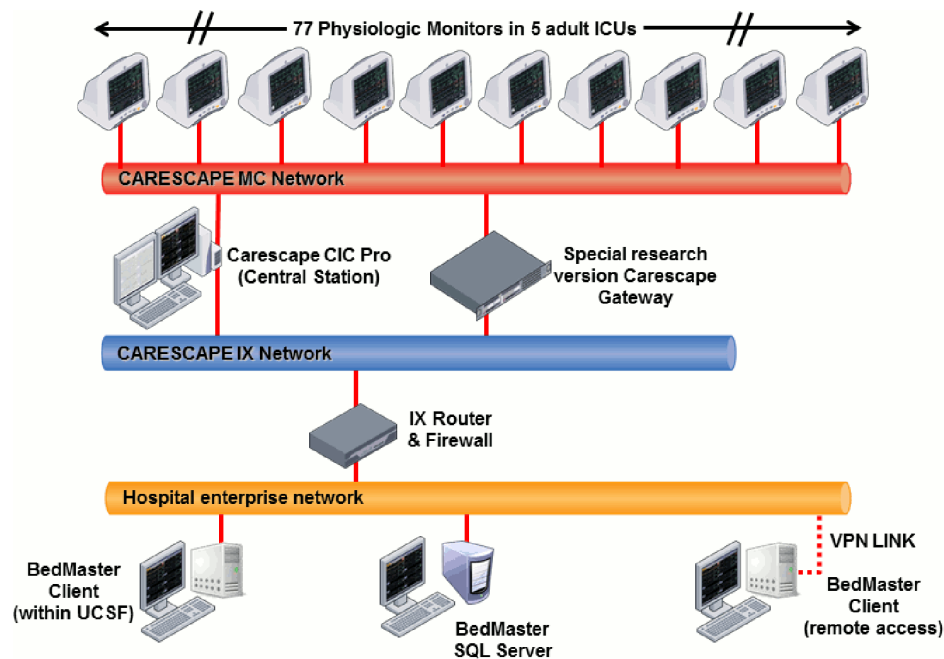 77 Physiologic Monitors in 5 adult ICUs
CARESCAPE MC Network
Carescape CIC Pro
(Central Station)
Special research
version Carescape
Gateway
CARESCAPE IX Network
IX Router
& Firewall
Hospital enterprise network
BedMaster
Client
(within UCSF)
BedMaster
SQL Server
VPN LINK
BedMaster
Client
(remote access)